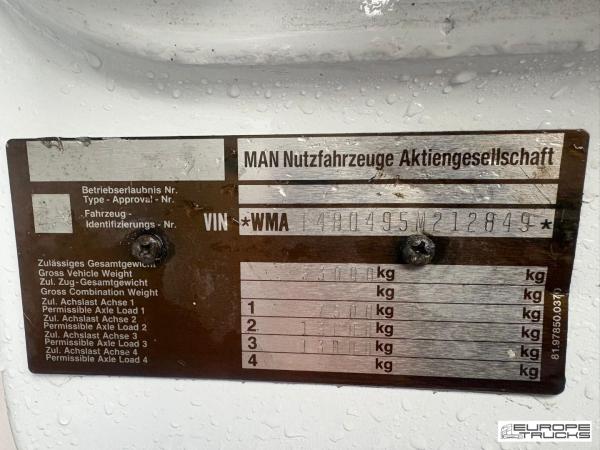 MAN Nutzfahrzeuge Aktiengesellschaft
Betriebserlaubnis Nr.
Type - Approval - Nr.
Fahrzeug -
Identifizierungs - Nr.
VIN *WMA 1480495M212849 *
Zulässiges Gesamtgewicht
Gross Vehicle Weight
kg kg
Zul. Zug-Gesamtgewicht
Gross Combination Weight
kg kg
Zul. Achslast Achse 1
Permissible Axle Load 1
1 kg kg
Zul. Achslast Achse 2
Permissible Axle Load 2
2 kg kg
Zul. Achslast Achse 3
Permissible Axle Load 3
3 kg kg
Zul. Achslast Achse 4
Permissible Axle Load 4
4 kg kg
81.97850.0370
EUROPE
TRUCKS